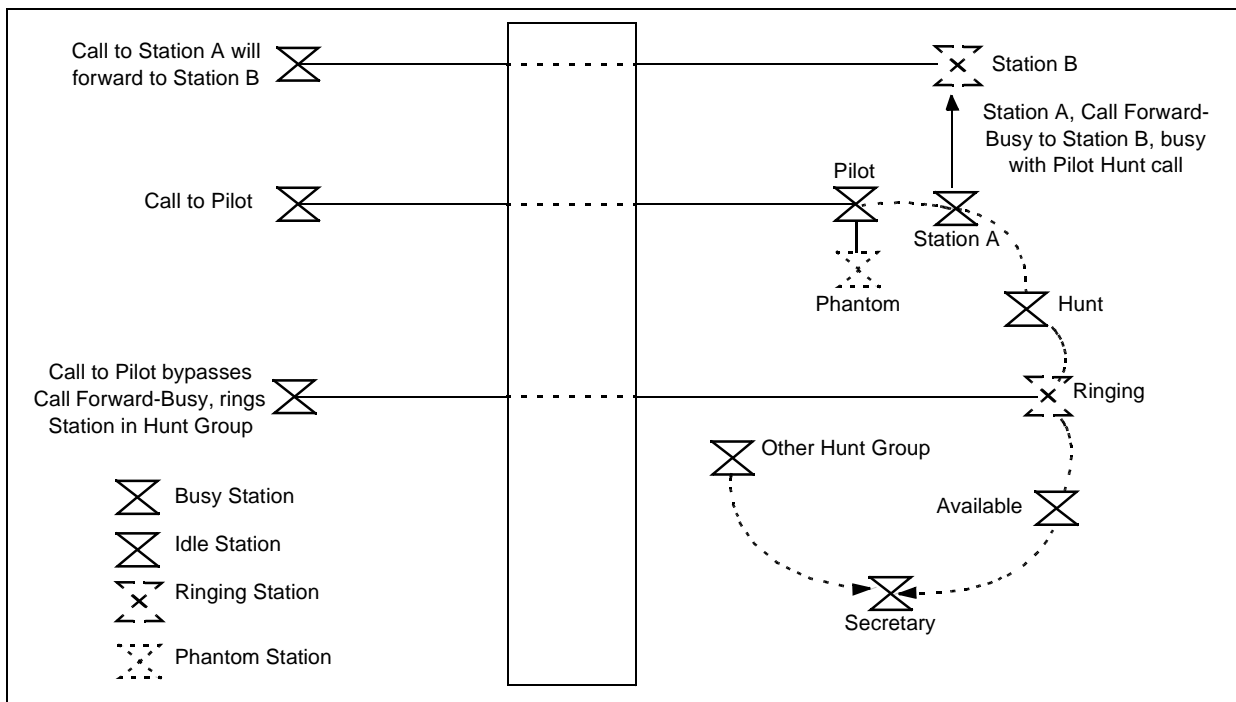 Call to Station A will
forward to Station B
Station B
Station A, Call Forward-
Busy to Station B, busy
with Pilot Hunt call
Pilot
Call to Pilot
Station A
Phantom
Hunt
Call to Pilot bypasses
Call Forward-Busy, rings
Station in Hunt Group
Ringing
Other Hunt Group
Busy Station
Available
Idle Station
Ringing Station
Secretary
Phantom Station